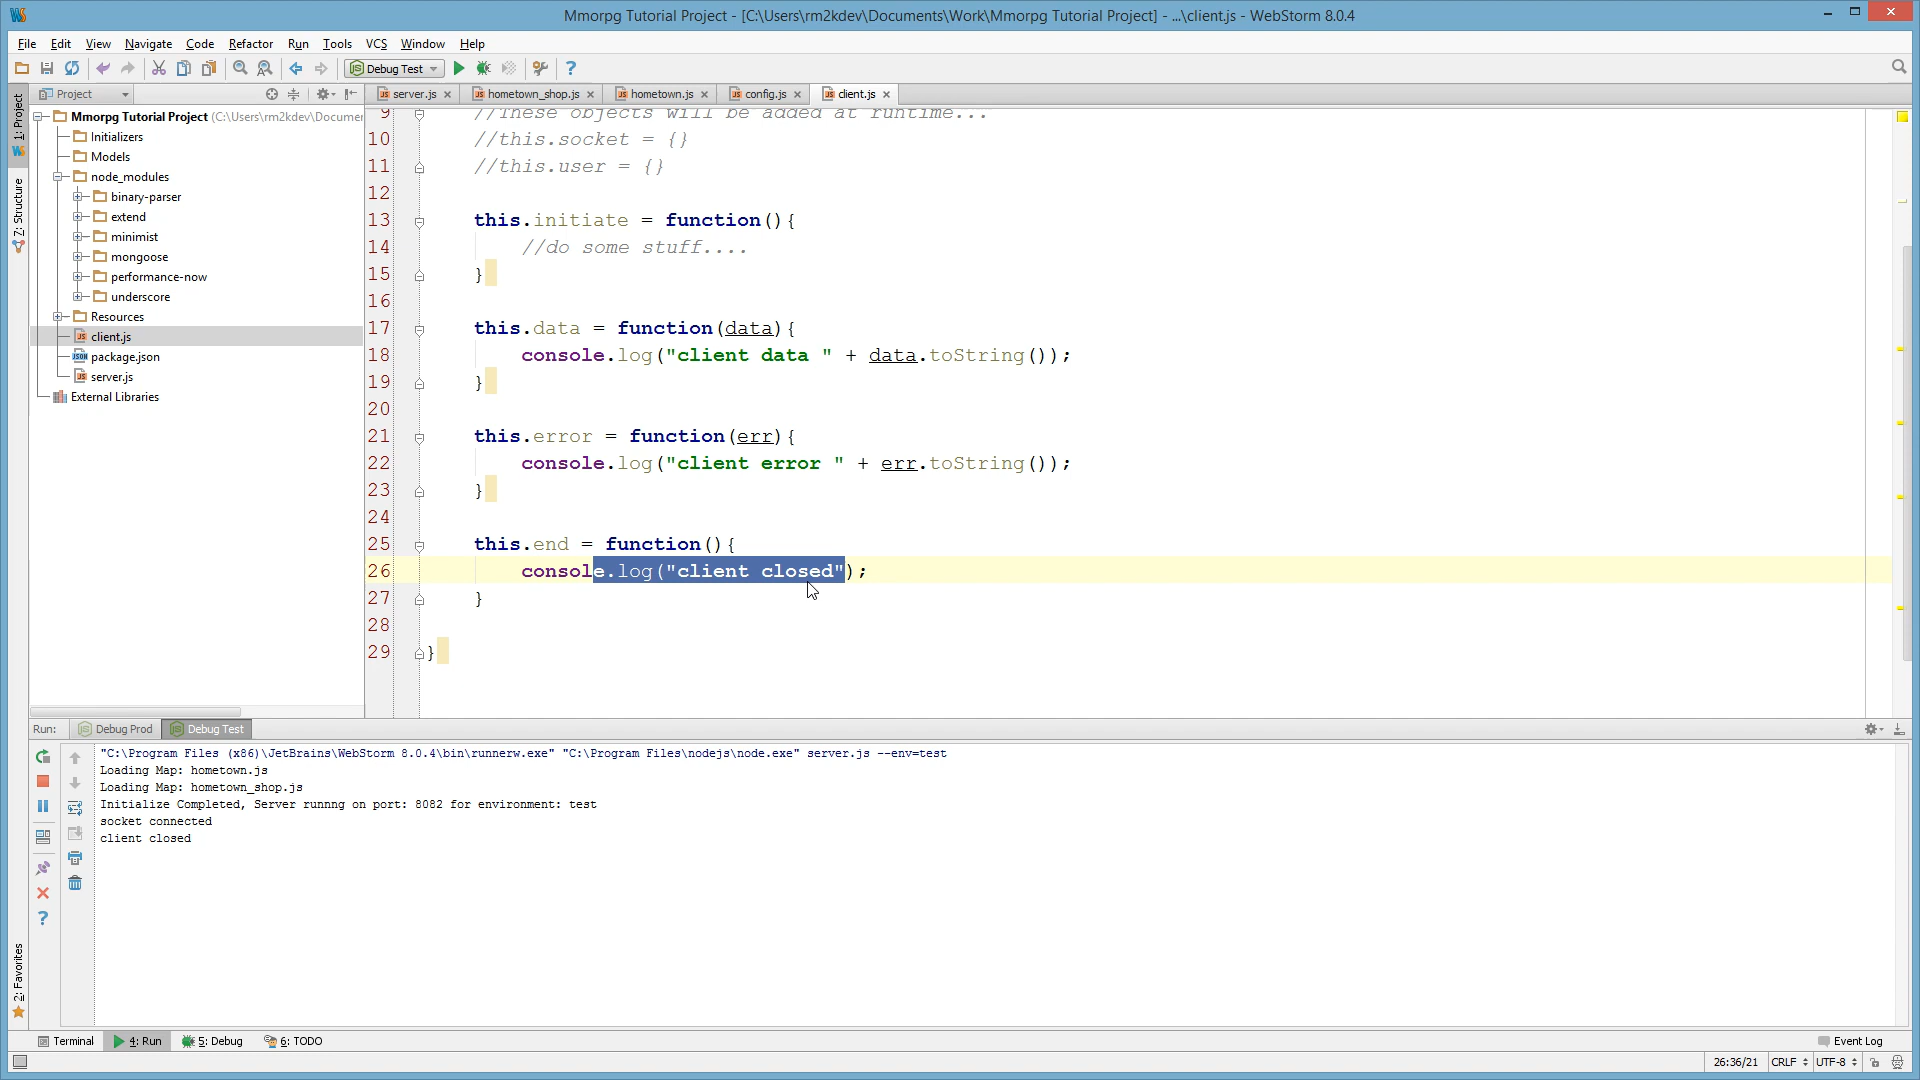 Mmorpg Tutorial Project - [C:\Users\rm2kdev\Documents\Work\Mmorpg Tutorial Project] - ...\client.js - WebStorm 8.0.4
File Edit View Navigate Code Refactor Run Tools VCS Window Help
Debug Test
Project
server.js hometown_shop.js hometown.js config.js client.js
1: Project
Z: Structure
2: Favorites
Mmorpg Tutorial Project (C:\Users\rm2kdev\Documer
Initializers
Models
node_modules
binary-parser
extend
minimist
mongoose
performance-now
underscore
Resources
client.js
package.json
server.js
External Libraries
9 //These objects will be added at runtime...
10 //this.socket = {}
11 //this.user = {}
12
13 this.initiate = function(){
14 //do some stuff....
15 }
16
17 this.data = function(data){
18 console.log("client data " + data.toString());
19 }
20
21 this.error = function(err){
22 console.log("client error " + err.toString());
23 }
24
25 this.end = function(){
26 console.log("client closed");
27 }
28
29 }
Run: Debug Prod Debug Test
"C:\Program Files (x86)\JetBrains\WebStorm 8.0.4\bin\runnerw.exe" "C:\Program Files\nodejs\node.exe" server.js --env=test
Loading Map: hometown.js
Loading Map: hometown_shop.js
Initialize Completed, Server runnng on port: 8082 for environment: test
socket connected
client closed
Terminal 4: Run 5: Debug 6: TODO Event Log
26:36/21 CRLF UTF-8